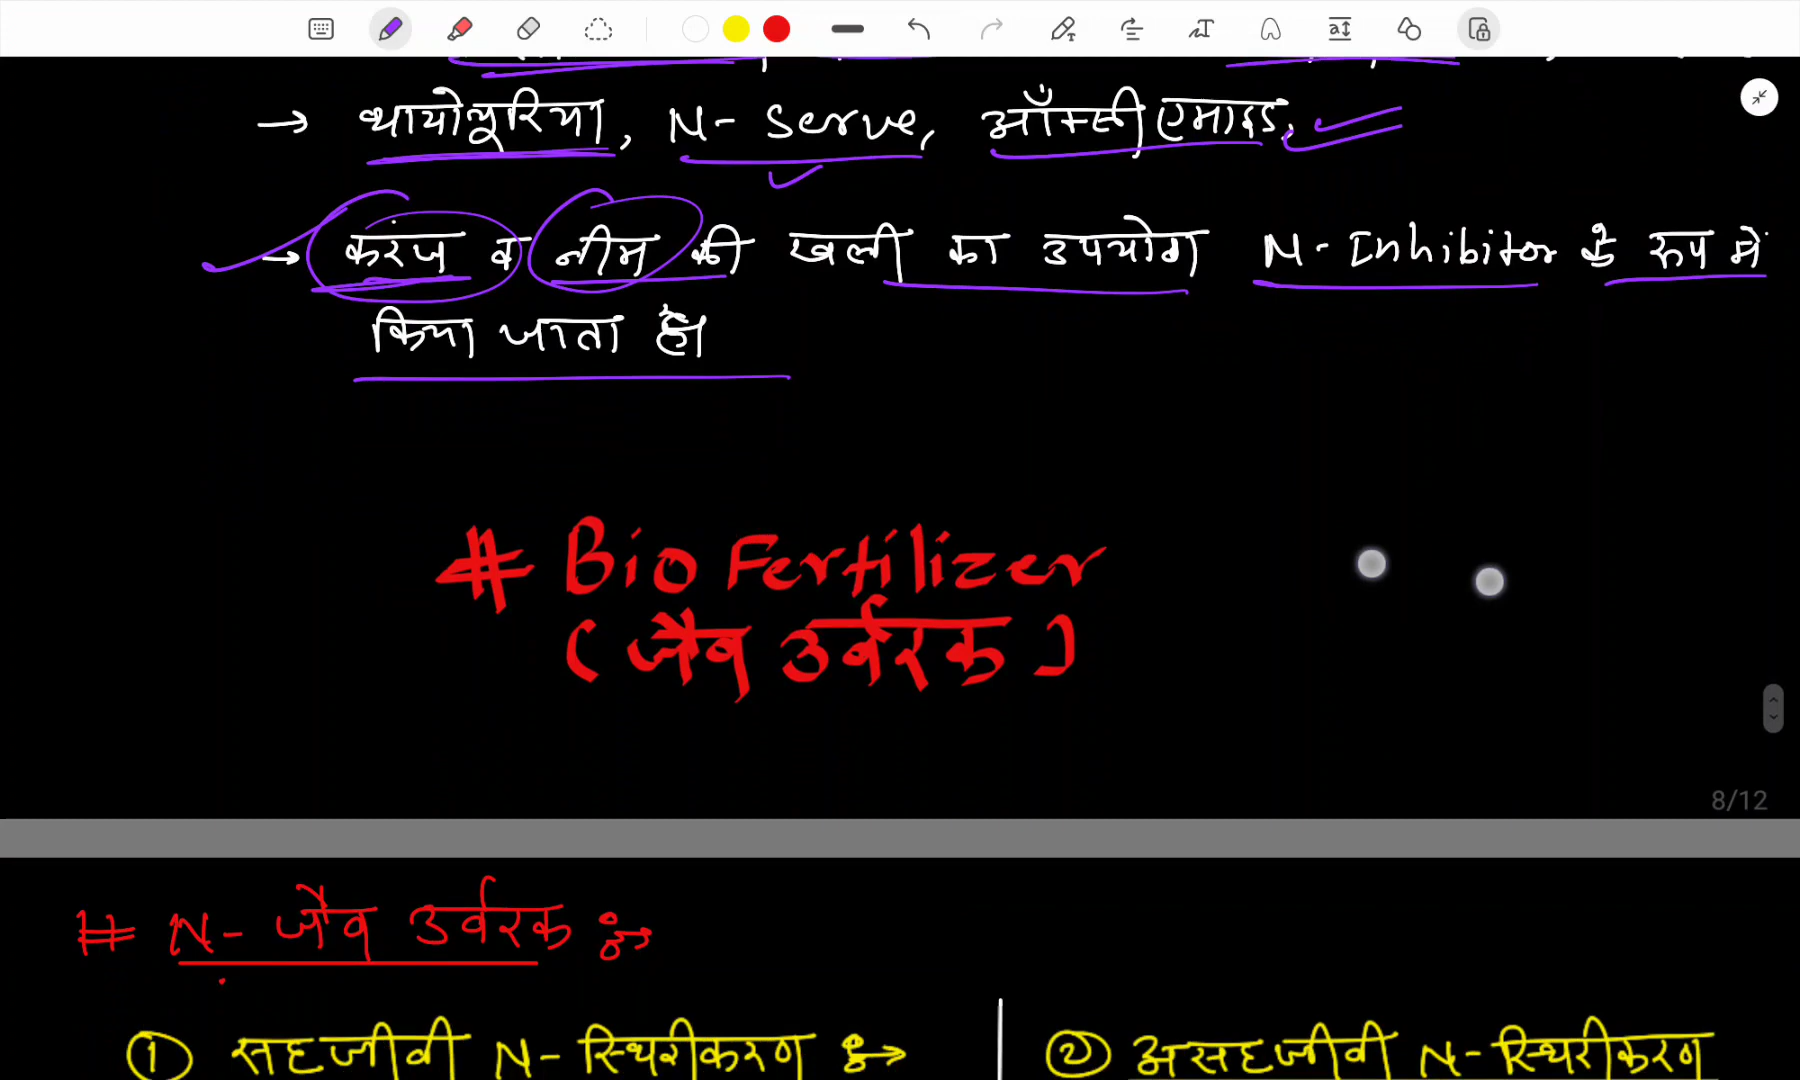 → थायोयूरिया, N- Serve, ऑक्सीएमाइड,
→ करंज व नीम की खली का उपयोग N- Inhibitor के रूप में
किया जाता है।
# Bio Fertilizer
( जैव उर्वरक )
8/12
# N- जैव उर्वरक
① सहजीवी N- स्थिरीकरण
② असहजीवी N- स्थिरीकरण